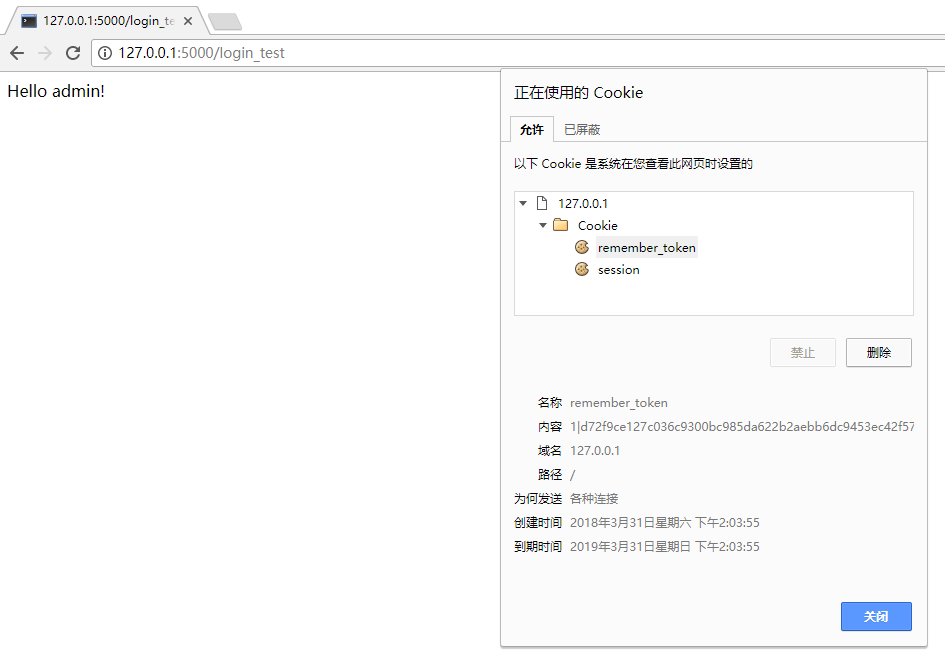 127.0.0.1:5000/login_te
127.0.0.1:5000/login_test
Hello admin!
正在使用的 Cookie
允许 已屏蔽
以下 Cookie 是系统在您查看此网页时设置的
127.0.0.1
Cookie
remember_token
session
禁止 删除
名称 remember_token
内容 1|d72f9ce127c036c9300bc985da622b2aebb6dc9453ec42f57
域名 127.0.0.1
路径 /
为何发送 各种连接
创建时间 2018年3月31日星期六 下午2:03:55
到期时间 2019年3月31日星期日 下午2:03:55
关闭